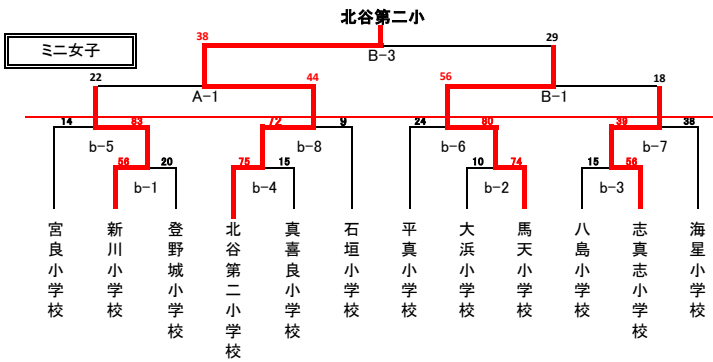 北谷第二小
ミニ女子
38
29
B-3
22
44
56
18
A-1
B-1
14
83
72
9
24
80
39
38
b-5
b-8
b-6
b-7
56
20
75
15
10
74
15
56
b-1
b-4
b-2
b-3
宮良小学校
新川小学校
登野城小学校
北谷第二小学校
真喜良小学校
石垣小学校
平真小学校
大浜小学校
馬天小学校
八島小学校
志真志小学校
海星小学校